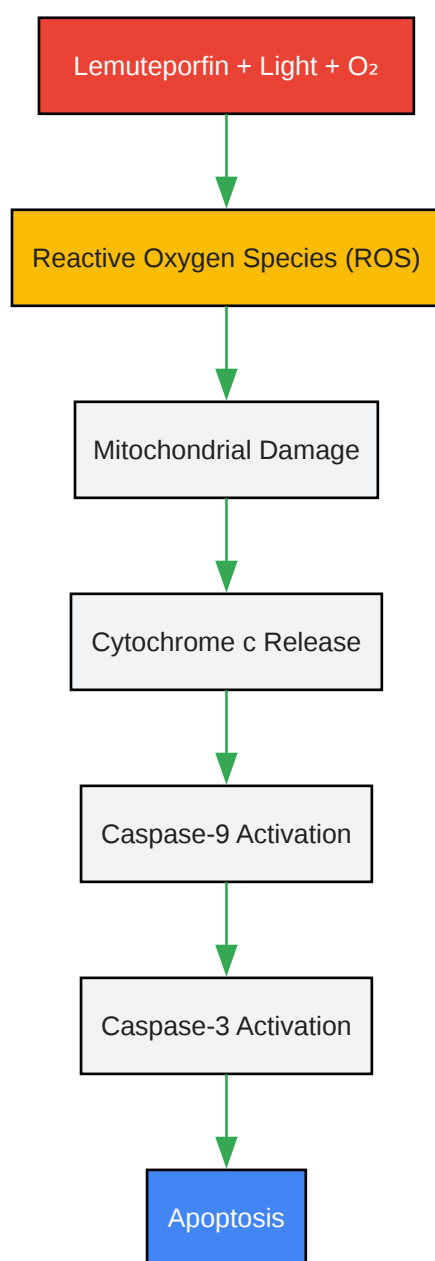 Lemuteporfin + Light + O₂
Reactive Oxygen Species (ROS)
Mitochondrial Damage
Cytochrome c Release
Caspase-9 Activation
Caspase-3 Activation
Apoptosis